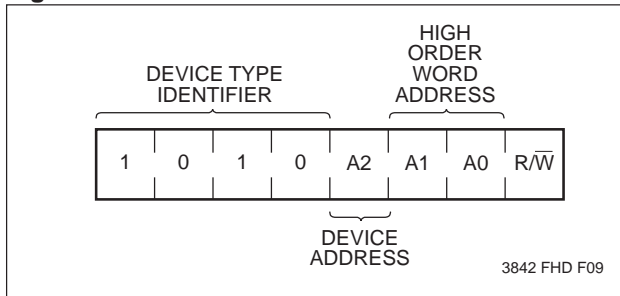 HIGH
ORDER
WORD
ADDRESS
DEVICE TYPE
IDENTIFIER
1 0 1 0 A2 A1 A0 R/W̅
DEVICE
ADDRESS
3842 FHD F09